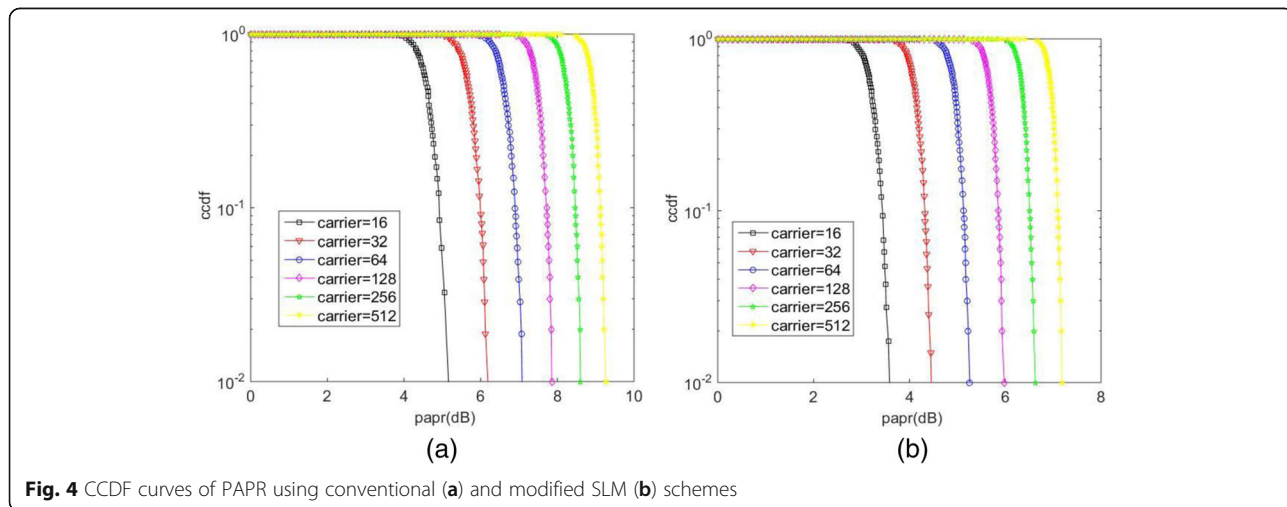 10^0
10^-1
10^-2
ccdf
carrier=16
carrier=32
carrier=64
carrier=128
carrier=256
carrier=512
0 2 4 6 8 10
papr(dB)
(a)
10^0
10^-1
10^-2
ccdf
carrier=16
carrier=32
carrier=64
carrier=128
carrier=256
carrier=512
0 2 4 6 8
papr(dB)
(b)
Fig. 4 CCDF curves of PAPR using conventional (a) and modified SLM (b) schemes